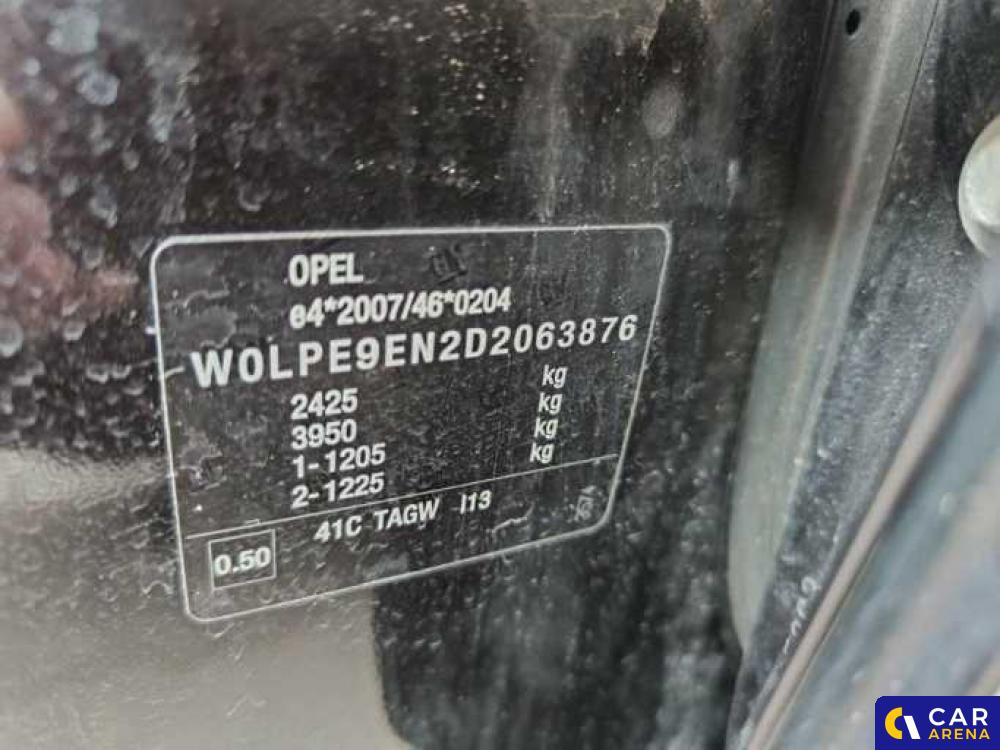 OPEL
e4*2007/46*0204
W0LPE9EN2D2063876
2425 kg
3950 kg
1-1205 kg
2-1225 kg
41C TAGW I13
0.50
CAR
ARENA